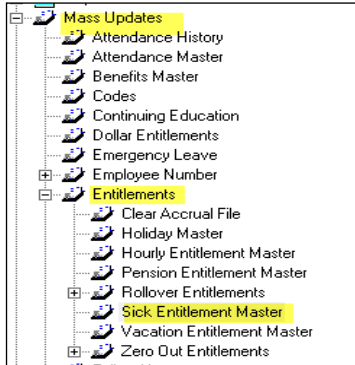 Mass Updates
Attendance History
Attendance Master
Benefits Master
Codes
Continuing Education
Dollar Entitlements
Emergency Leave
Employee Number
Entitlements
Clear Accrual File
Holiday Master
Hourly Entitlement Master
Pension Entitlement Master
Rollover Entitlements
Sick Entitlement Master
Vacation Entitlement Master
Zero Out Entitlements